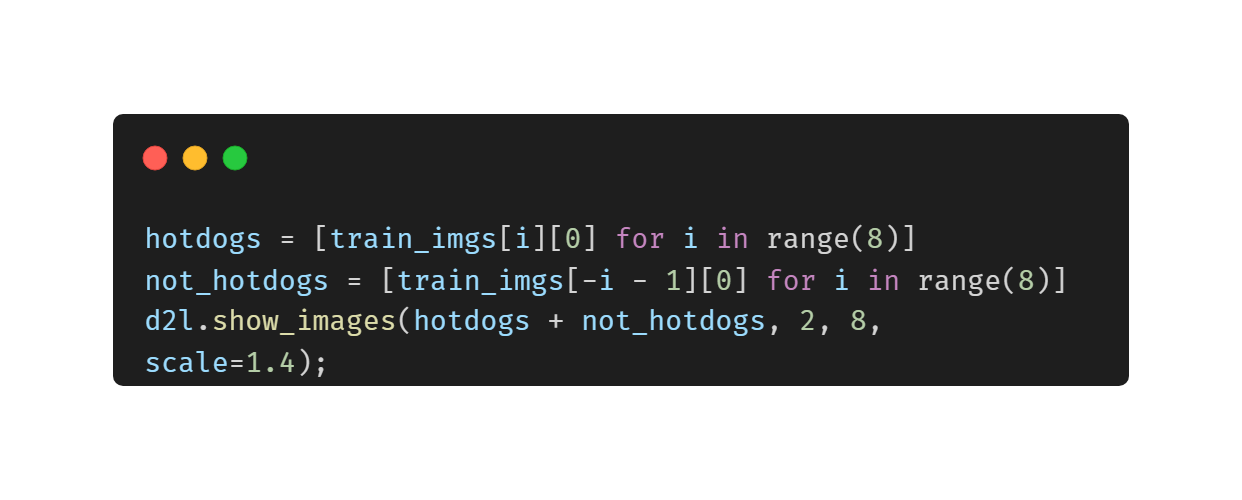 hotdogs = [train_imgs[i][0] for i in range(8)]
not_hotdogs = [train_imgs[-i - 1][0] for i in range(8)]
d2l.show_images(hotdogs + not_hotdogs, 2, 8,
scale=1.4);